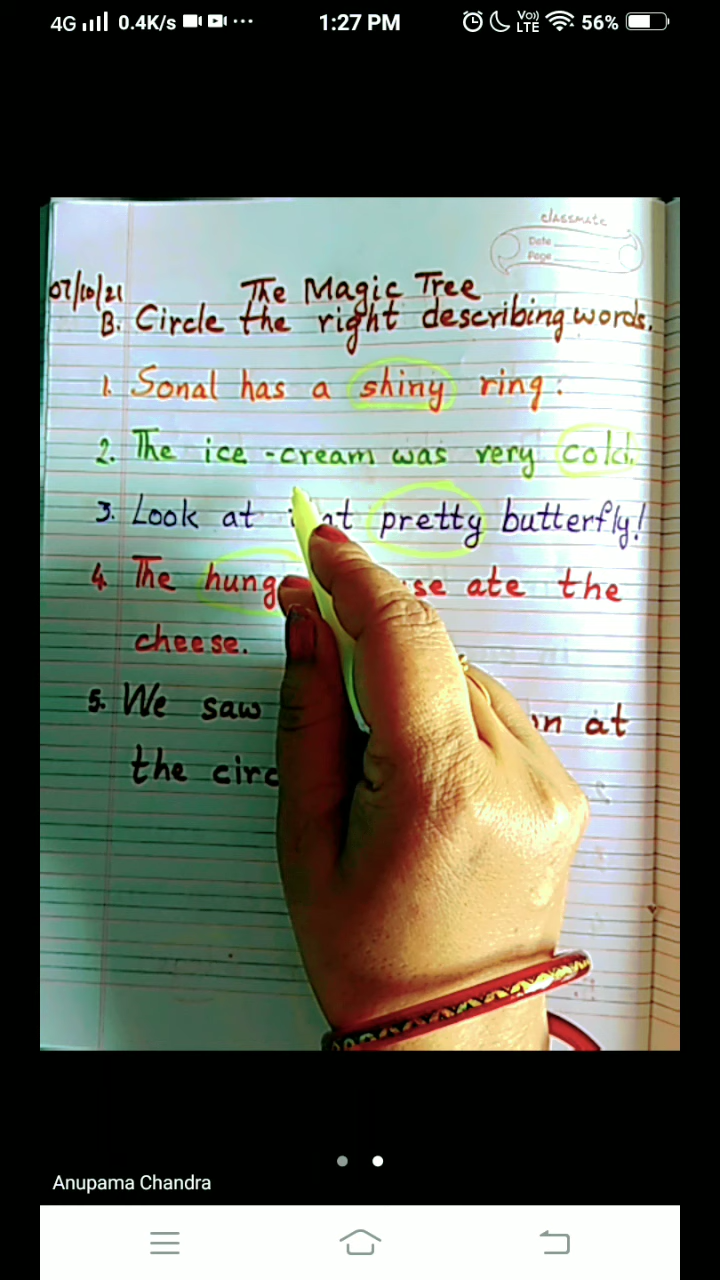 4G 0.4K/s ... 1:27 PM Vo) LTE 56%
classmate
Date
Page
07/10/21 The Magic Tree
B. Circle the right describing words.
1. Sonal has a shiny ring.
2. The ice-cream was very cold.
3. Look at pretty butterfly!
4. The ate the
cheese.
5. We saw at
the
Anupama Chandra